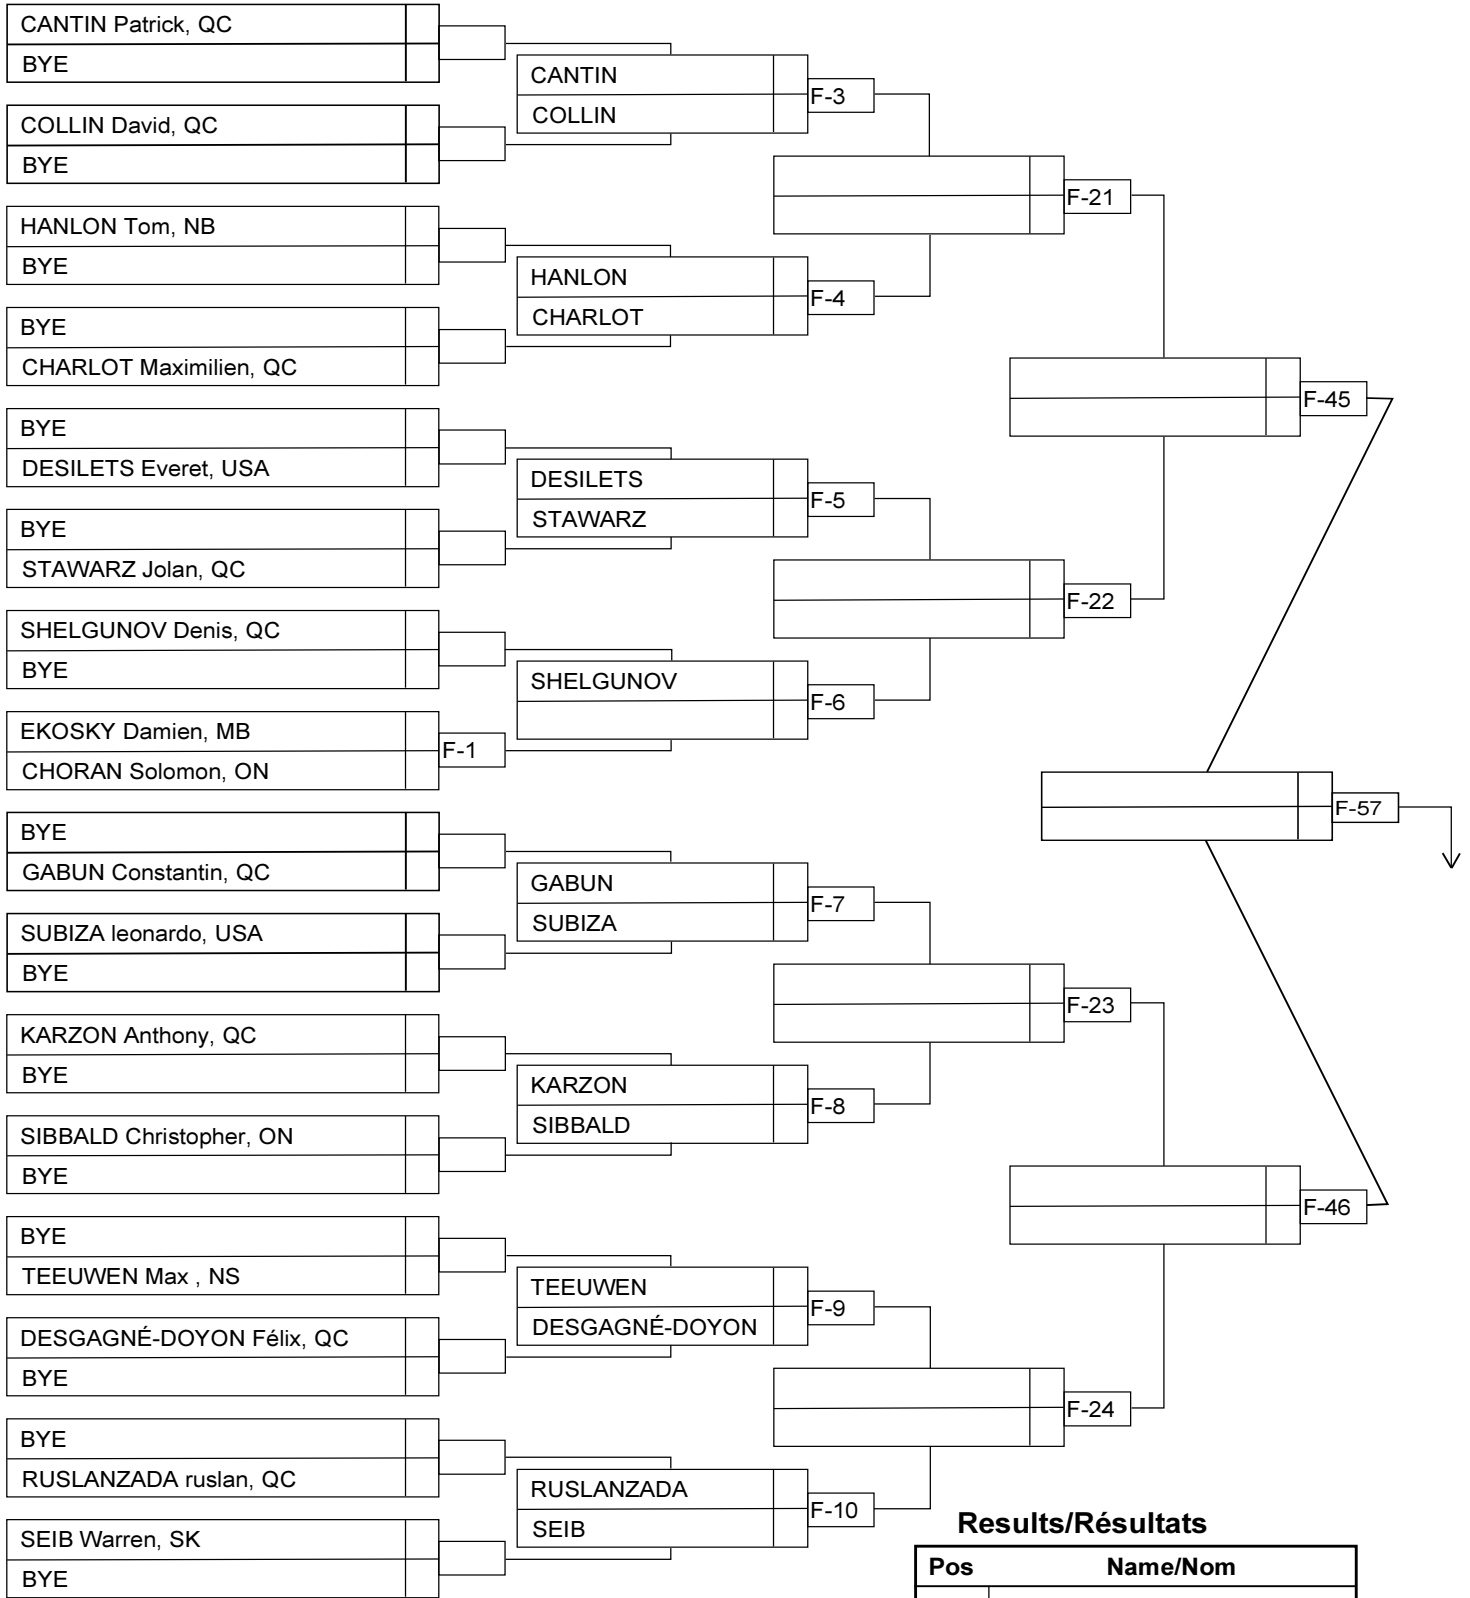 CANTIN Patrick, QC
BYE
COLLIN David, QC
BYE
HANLON Tom, NB
BYE
BYE
CHARLOT Maximilien, QC
BYE
DESILETS Everet, USA
BYE
STAWARZ Jolan, QC
SHELGUNOV Denis, QC
BYE
EKOSKY Damien, MB
CHORAN Solomon, ON
F-1
BYE
GABUN Constantin, QC
SUBIZA leonardo, USA
BYE
KARZON Anthony, QC
BYE
SIBBALD Christopher, ON
BYE
BYE
TEEUWEN Max , NS
DESGAGNÉ-DOYON Félix, QC
BYE
BYE
RUSLANZADA ruslan, QC
SEIB Warren, SK
BYE
CANTIN
COLLIN
F-3
HANLON
CHARLOT
F-4
DESILETS
STAWARZ
F-5
SHELGUNOV
F-6
GABUN
SUBIZA
F-7
KARZON
SIBBALD
F-8
TEEUWEN
DESGAGNÉ-DOYON
F-9
RUSLANZADA
SEIB
F-10
F-21
F-22
F-23
F-24
F-45
F-46
F-57
Results/Résultats
Pos Name/Nom